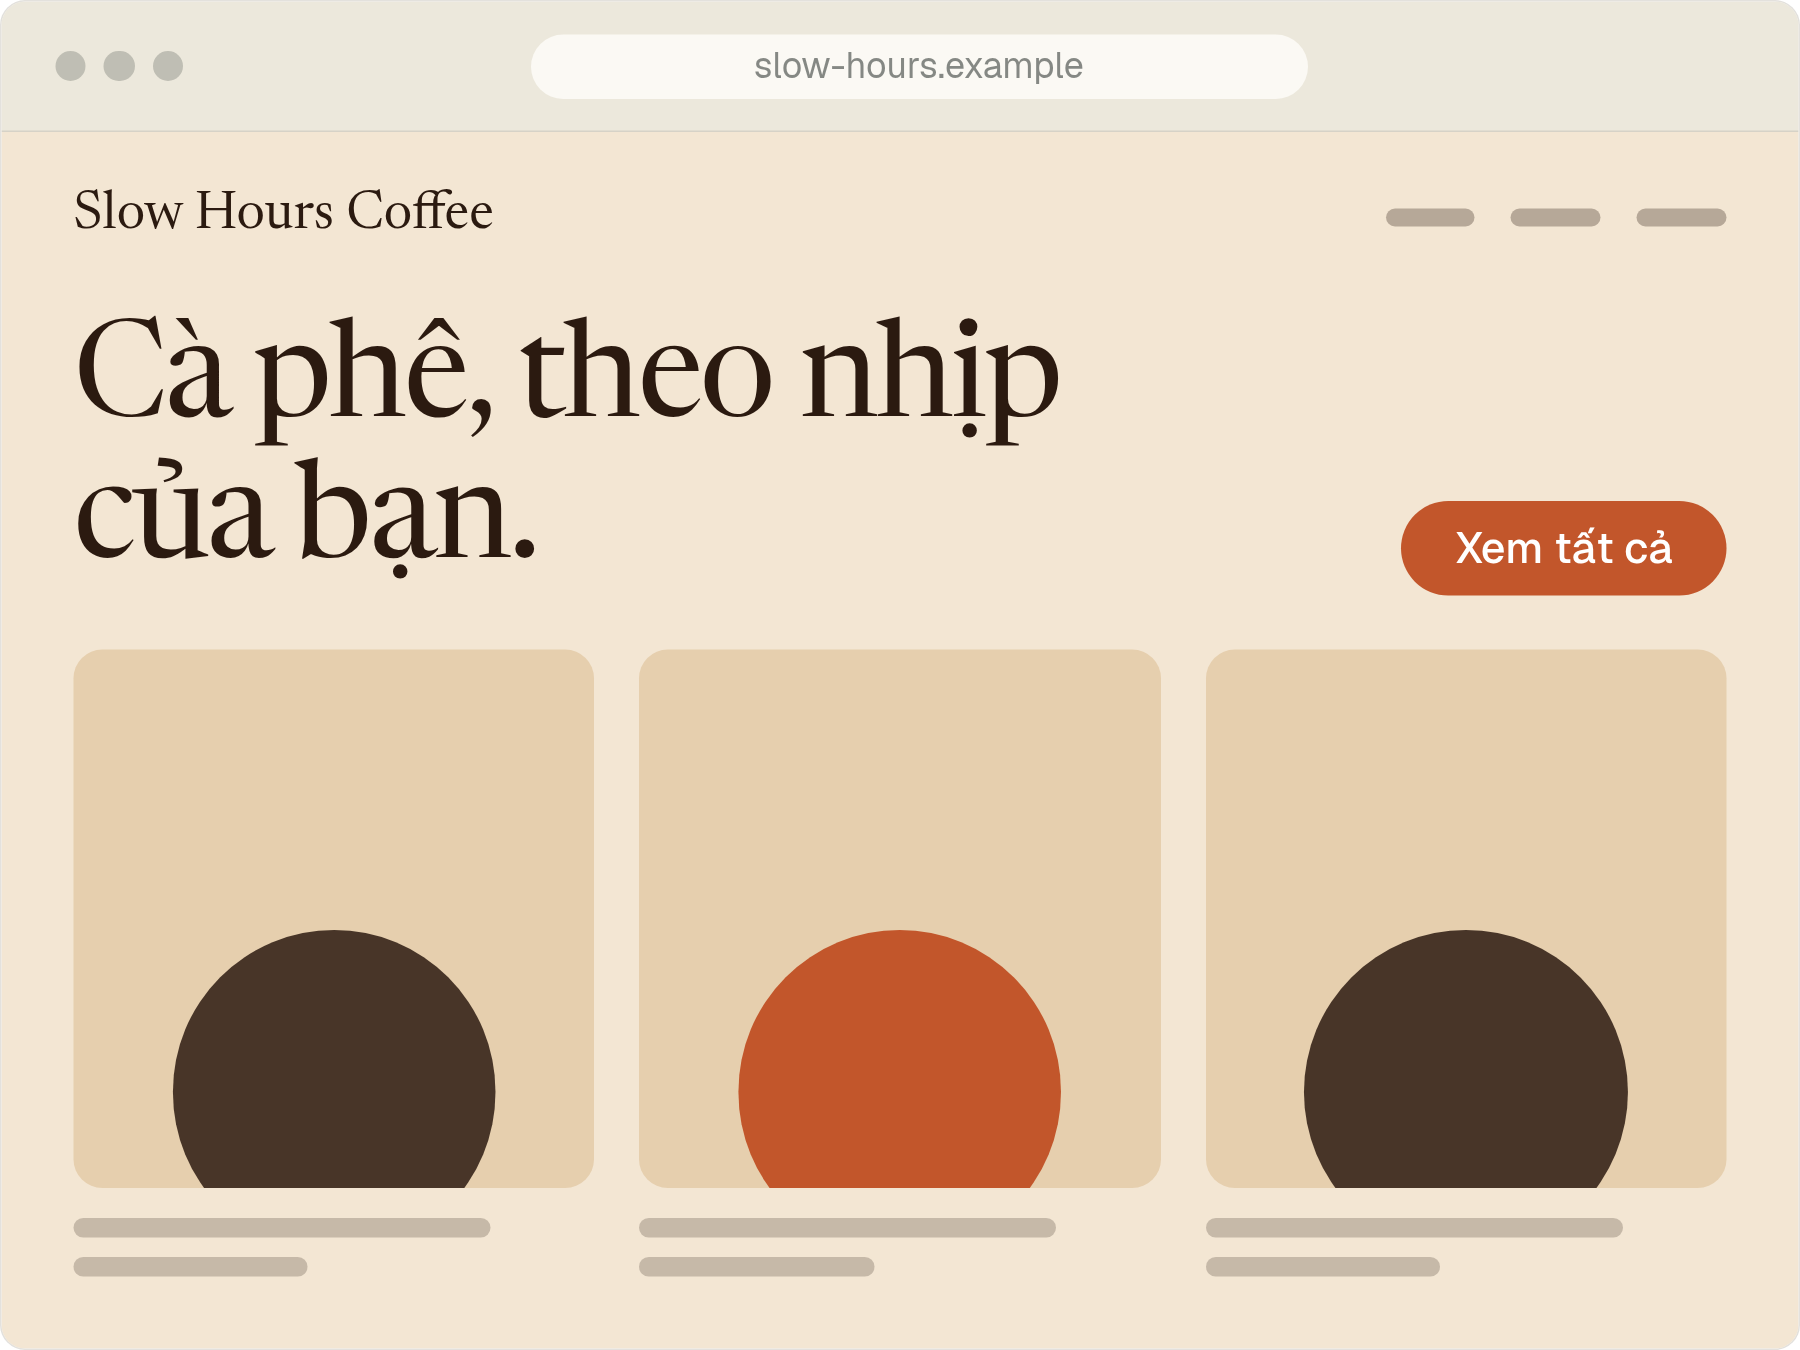 slow-hours.example
Slow Hours Coffee
Cà phê, theo nhịp
của bạn.
Xem tất cả